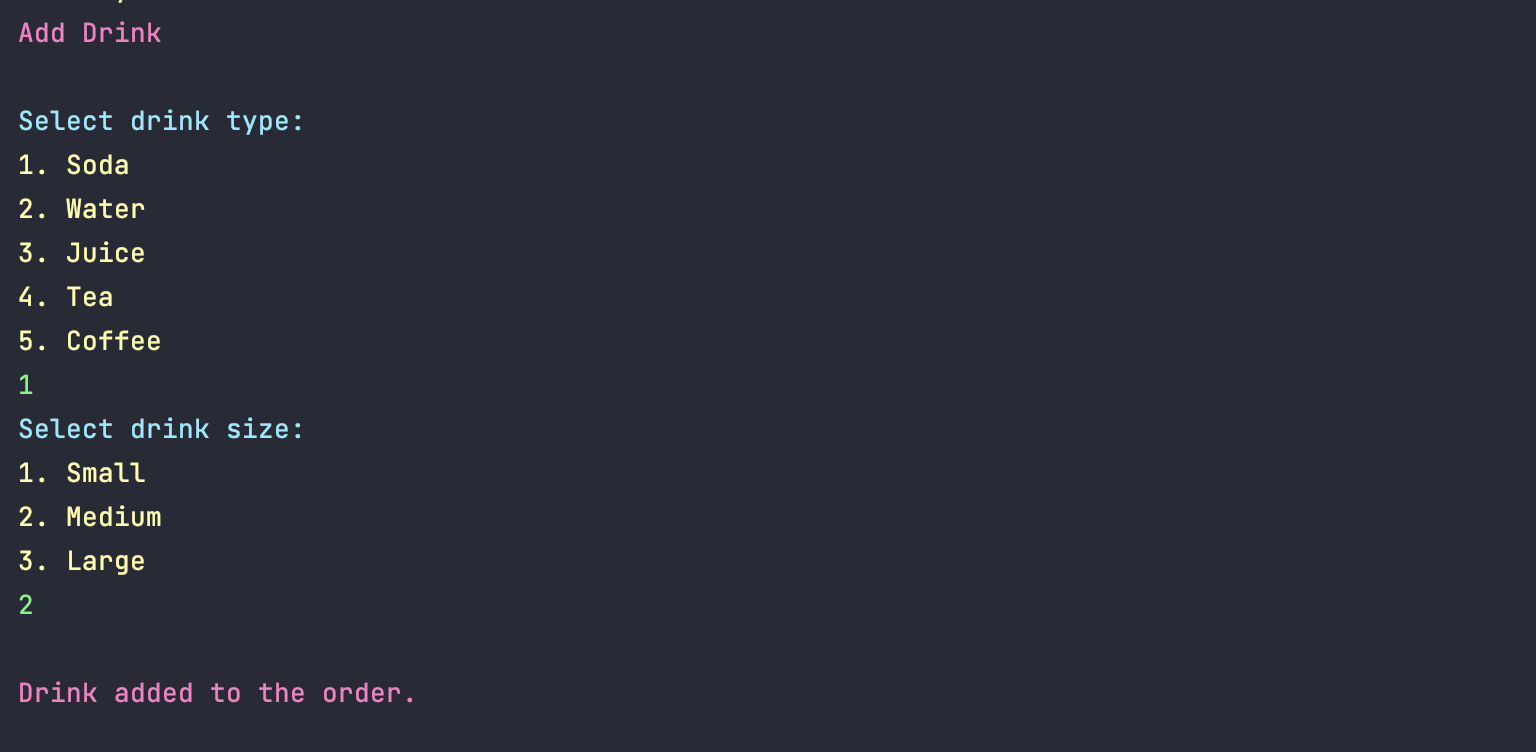 Add Drink
Select drink type:
1. Soda
2. Water
3. Juice
4. Tea
5. Coffee
1
Select drink size:
1. Small
2. Medium
3. Large
2
Drink added to the order.